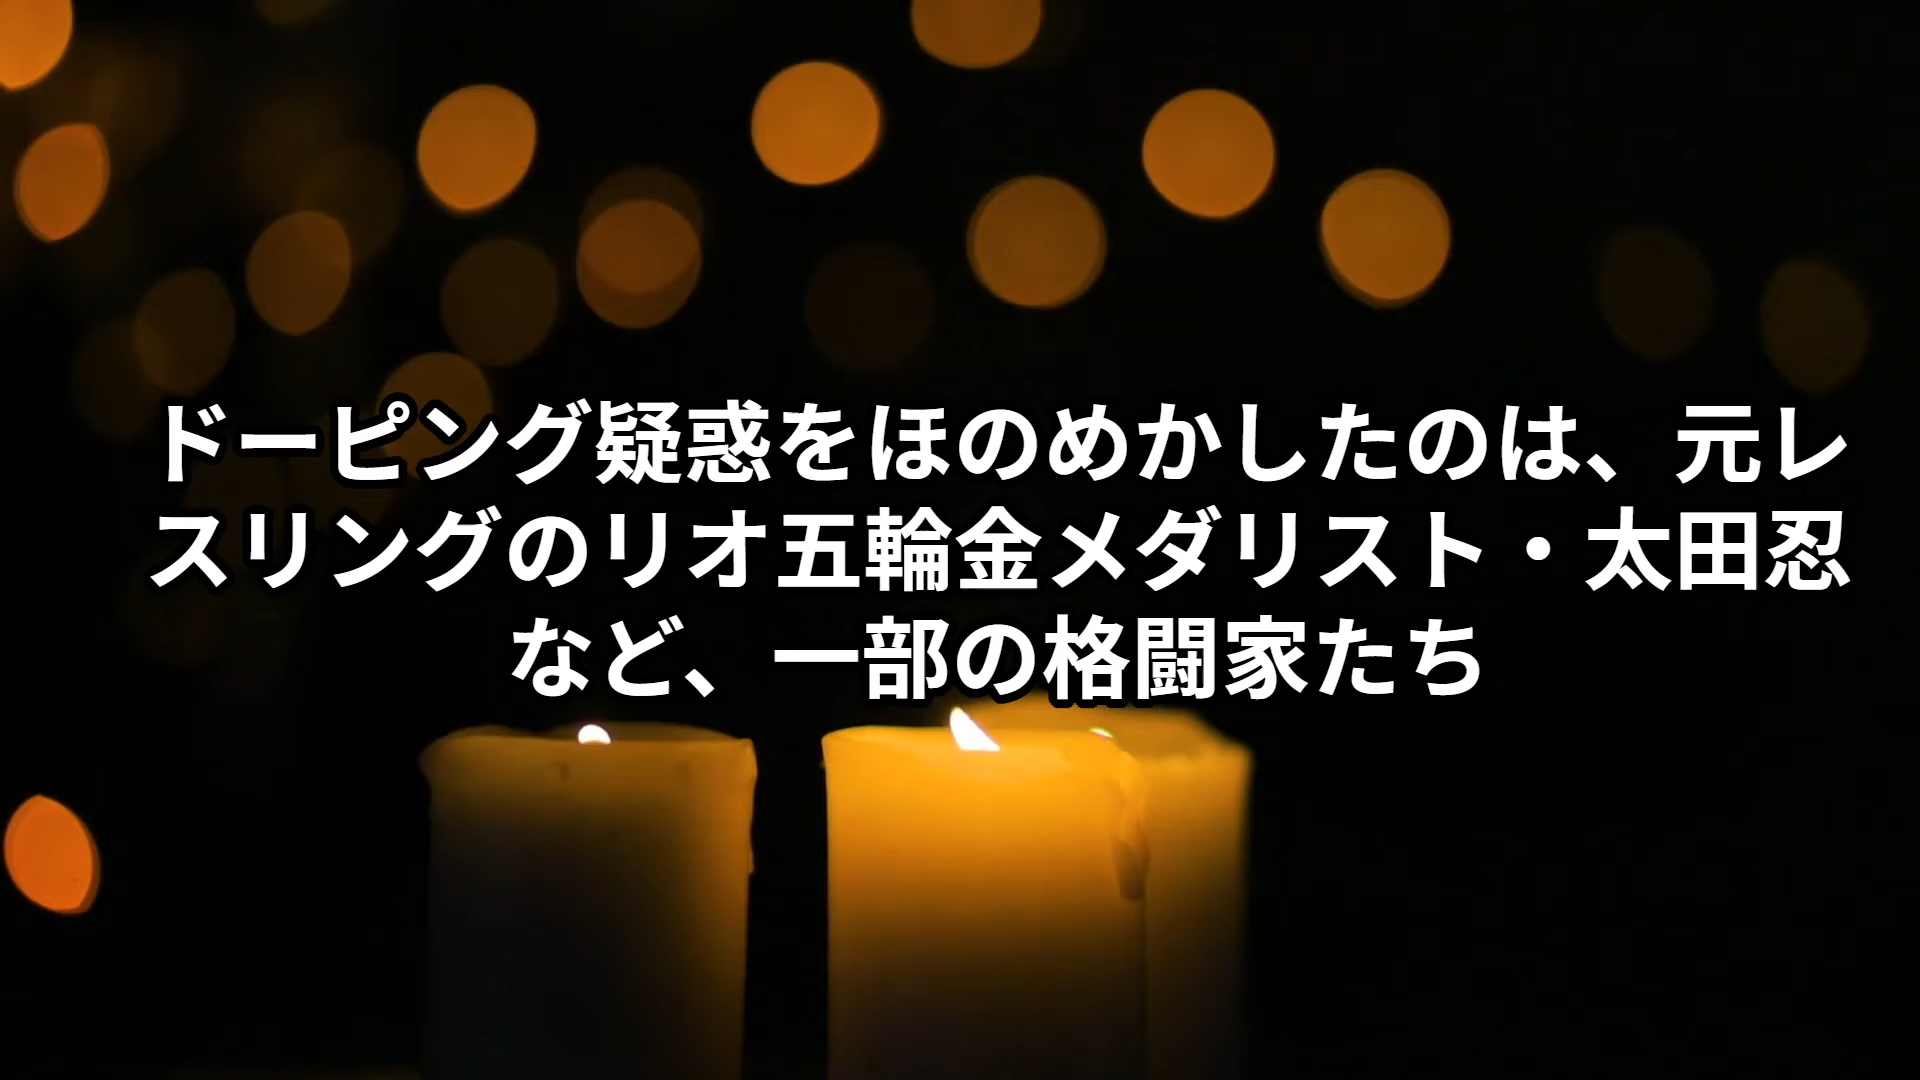 ドーピング疑惑をほのめかしたのは、元レ
スリングのリオ五輪金メダリスト・太田忍
など、一部の格闘家たち